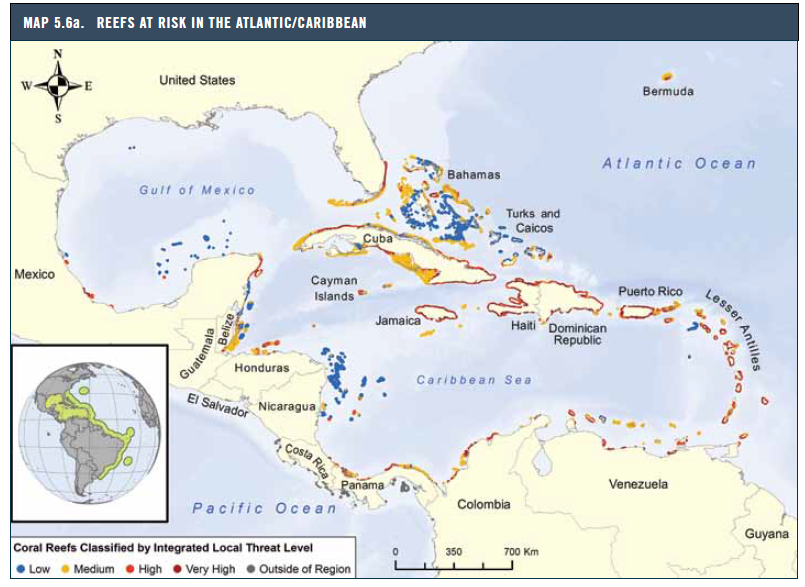 MAP 5.6a. REEFS AT RISK IN THE ATLANTIC/CARIBBEAN
N
W E
S
United States
Bermuda
Atlantic Ocean
Bahamas
Gulf of Mexico
Turks and
Caicos
Cuba
Mexico
Cayman
Islands
Puerto Rico
Lesser Antilles
Jamaica
Haiti
Dominican
Republic
Belize
Guatemala
Honduras
Caribbean Sea
El Salvador
Nicaragua
Costa Rica
Panama
Pacific Ocean
Venezuela
Colombia
Guyana
Coral Reefs Classified by Integrated Local Threat Level
Low Medium High Very High Outside of Region
0 350 700 Km